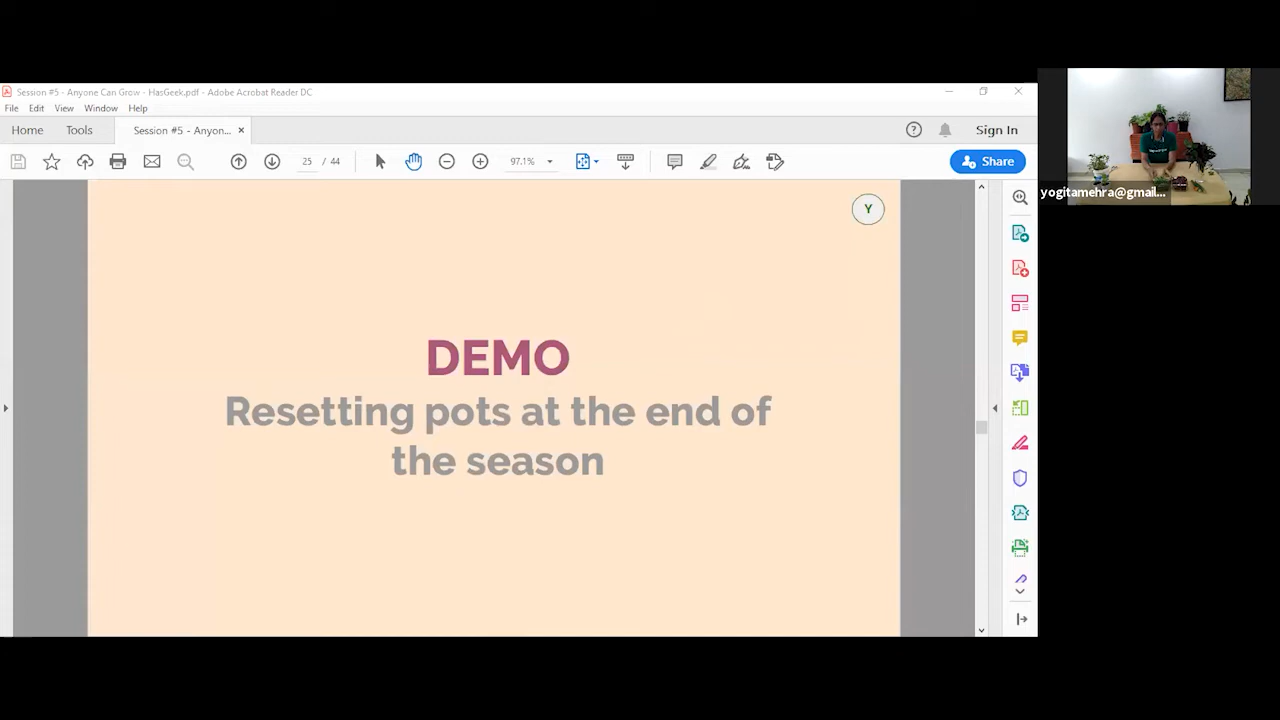 Session #5 - Anyone Can Grow - HasGeek.pdf - Adobe Acrobat Reader DC
File Edit View Window Help
Home Tools Session #5 - Anyon... × Sign In
25 / 44 97.1% Share
Y
DEMO
Resetting pots at the end of
the season
yogitamehra@gmail...